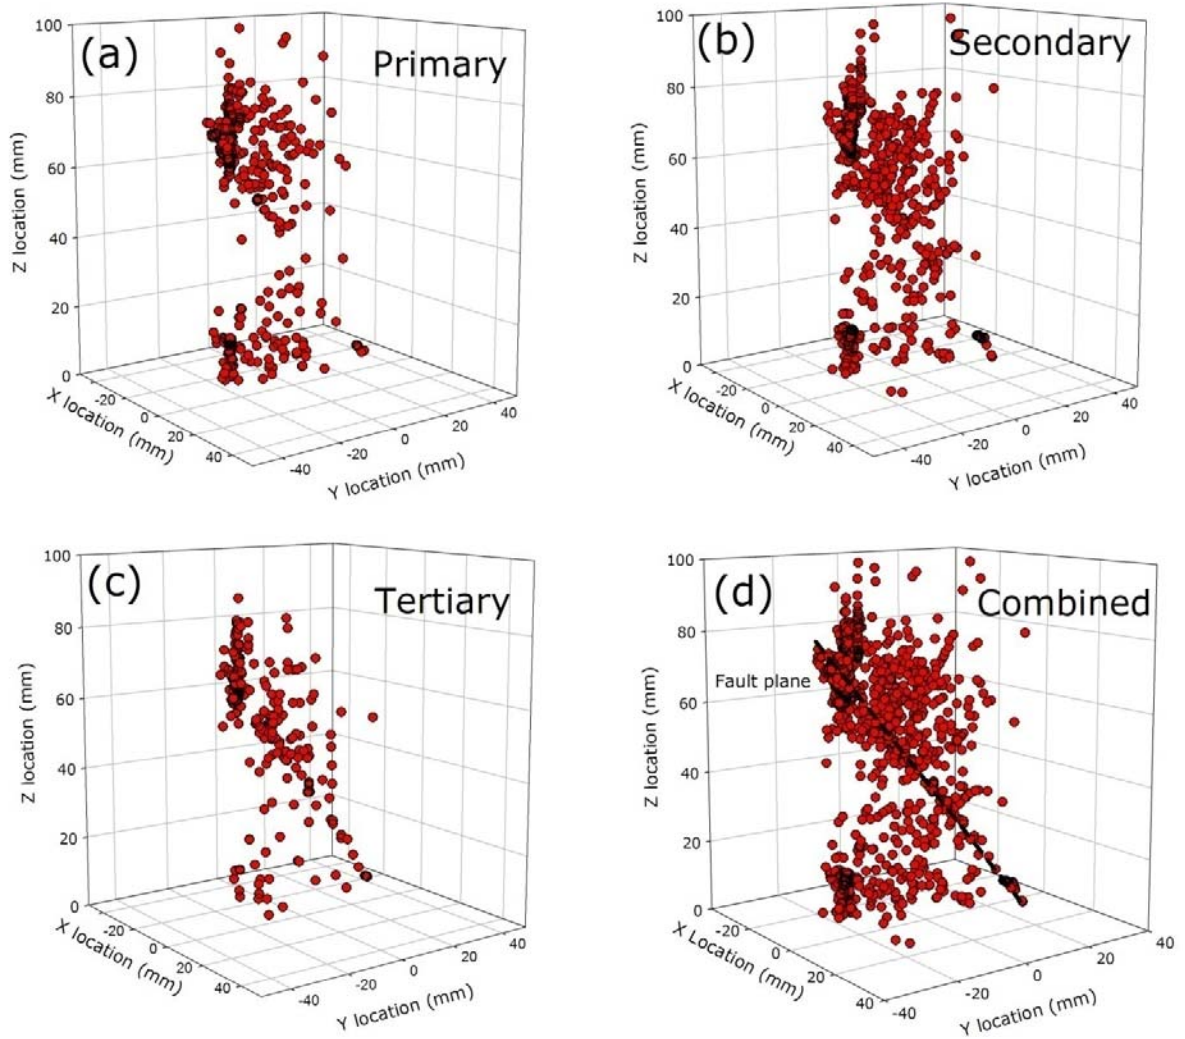 (a)
Primary
100
80
60
40
20
0
Z location (mm)
-20
0
20
40
X location (mm)
-40
-20
0
20
40
Y location (mm)
(b)
Secondary
100
80
60
40
20
0
Z location (mm)
-20
0
20
40
X location (mm)
-40
-20
0
20
40
Y location (mm)
(c)
Tertiary
100
80
60
40
20
0
Z location (mm)
-20
0
20
40
X location (mm)
-40
-20
0
20
40
Y location (mm)
(d)
Combined
Fault plane
100
80
60
40
20
0
Z location (mm)
-20
0
20
40
X Location (mm)
-40
-20
0
20
40
Y location (mm)